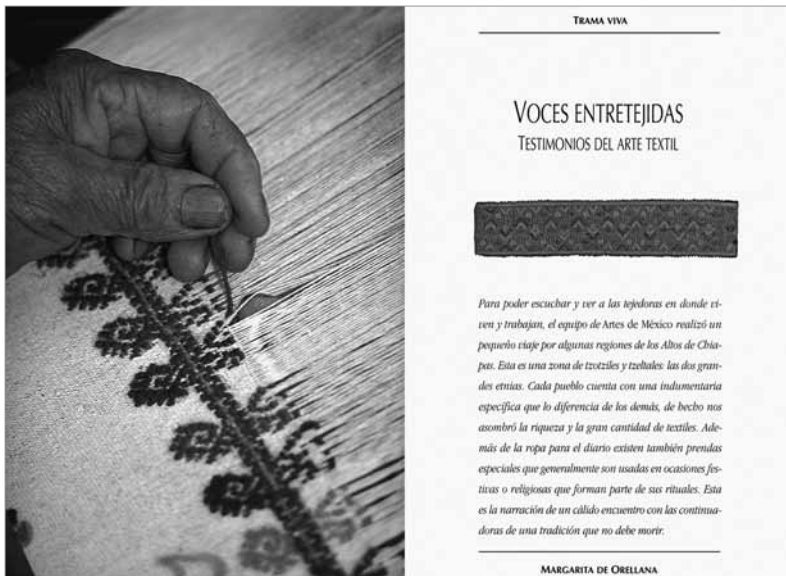 TRAMA VIVA
VOCES ENTRETEJIDAS
TESTIMONIOS DEL ARTE TEXTIL
Para poder escuchar y ver a las tejedoras en donde vi-
ven y trabajan, el equipo de Artes de México realizó un
pequeño viaje por algunas regiones de los Altos de Chia-
pas. Esta es una zona de tzotziles y tzeltales: las dos gran-
des etnias. Cada pueblo cuenta con una indumentaria
específica que lo diferencia de los demás, de hecho nos
asombró la riqueza y la gran cantidad de textiles. Ade-
más de la ropa para el diario existen también prendas
especiales que generalmente son usadas en ocasiones fes-
tivas o religiosas que forman parte de sus rituales. Esta
es la narración de un cálido encuentro con las continua-
doras de una tradición que no debe morir.
MARGARITA DE ORELLANA